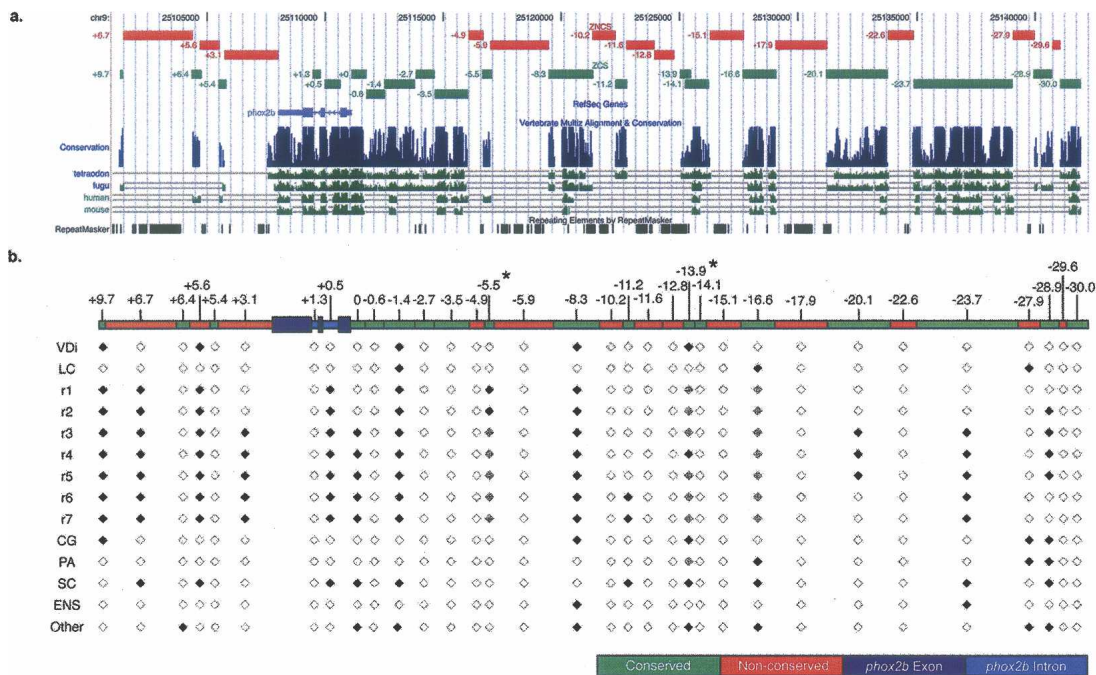 a.
chr9: 25105000 25110000 25115000 25120000 25125000 25130000 25135000 25140000
ZNCS
+6.7 -4.9 -10.2 -15.1 -22.6 -27.9
+5.6 -5.9 -11.6 +17.9 -29.6
+3.1 -12.8
ZCS
+9.7 +6.4 +1.3 +0 -2.7 -5.5 -8.3 -13.9 -16.6 -20.1 -28.9
+5.4 +0.5 -1.4 -11.2 -14.1 -23.7 -30.0
-0.6 -3.5
RefSeq Genes
phox2b
Vertebrate Multiz Alignment & Conservation
Conservation
tetraodon
fugu
human
mouse
Repeating Elements by RepeatMasker
RepeatMasker
b.
-13.9* -29.6
+5.6 +0.5 -5.5* -11.2 -14.1 -28.9
+9.7 +6.7 +6.4 +5.4 +3.1 +1.3 0 -0.6 -1.4 -2.7 -3.5 -4.9 -5.9 -8.3 -10.2 -11.6 -12.8 -15.1 -16.6 -17.9 -20.1 -22.6 -23.7 -27.9 -30.0
VDi
LC
r1
r2
r3
r4
r5
r6
r7
CG
PA
SC
ENS
Other
Conserved Non-conserved phox2b Exon phox2b Intron